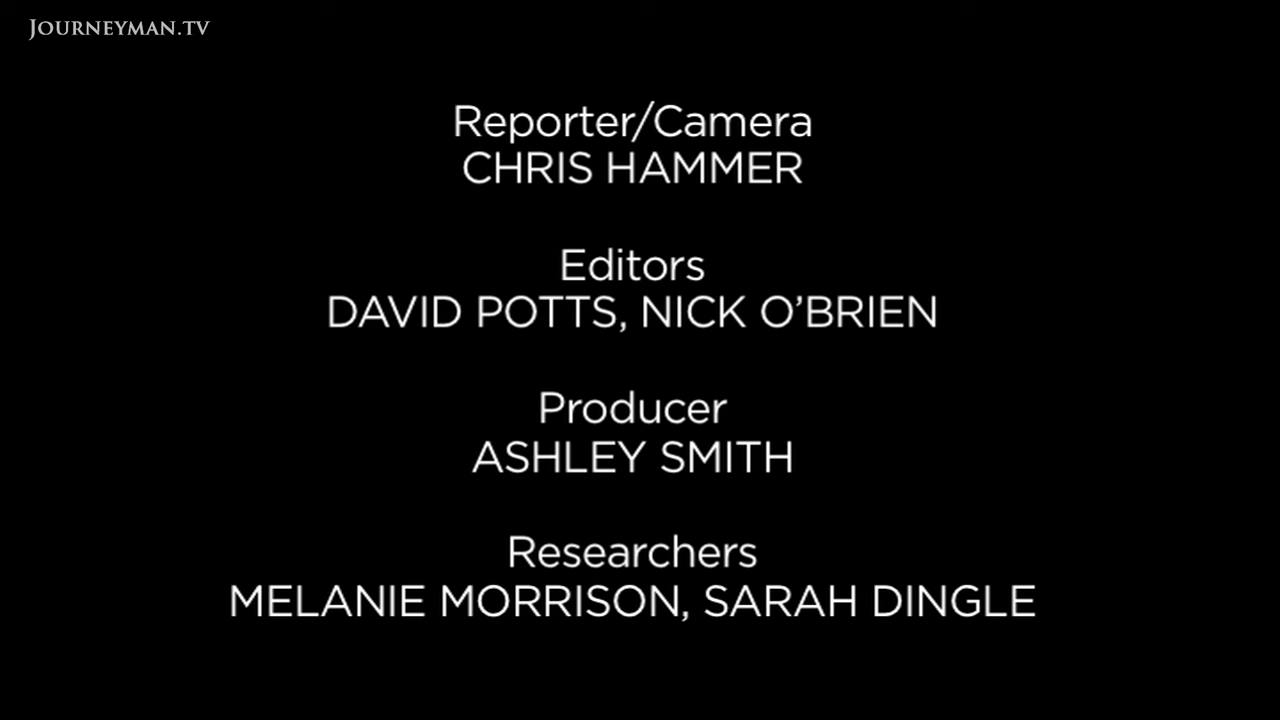 JOURNEYMAN.TV
Reporter/Camera
CHRIS HAMMER
Editors
DAVID POTTS, NICK O’BRIEN
Producer
ASHLEY SMITH
Researchers
MELANIE MORRISON, SARAH DINGLE